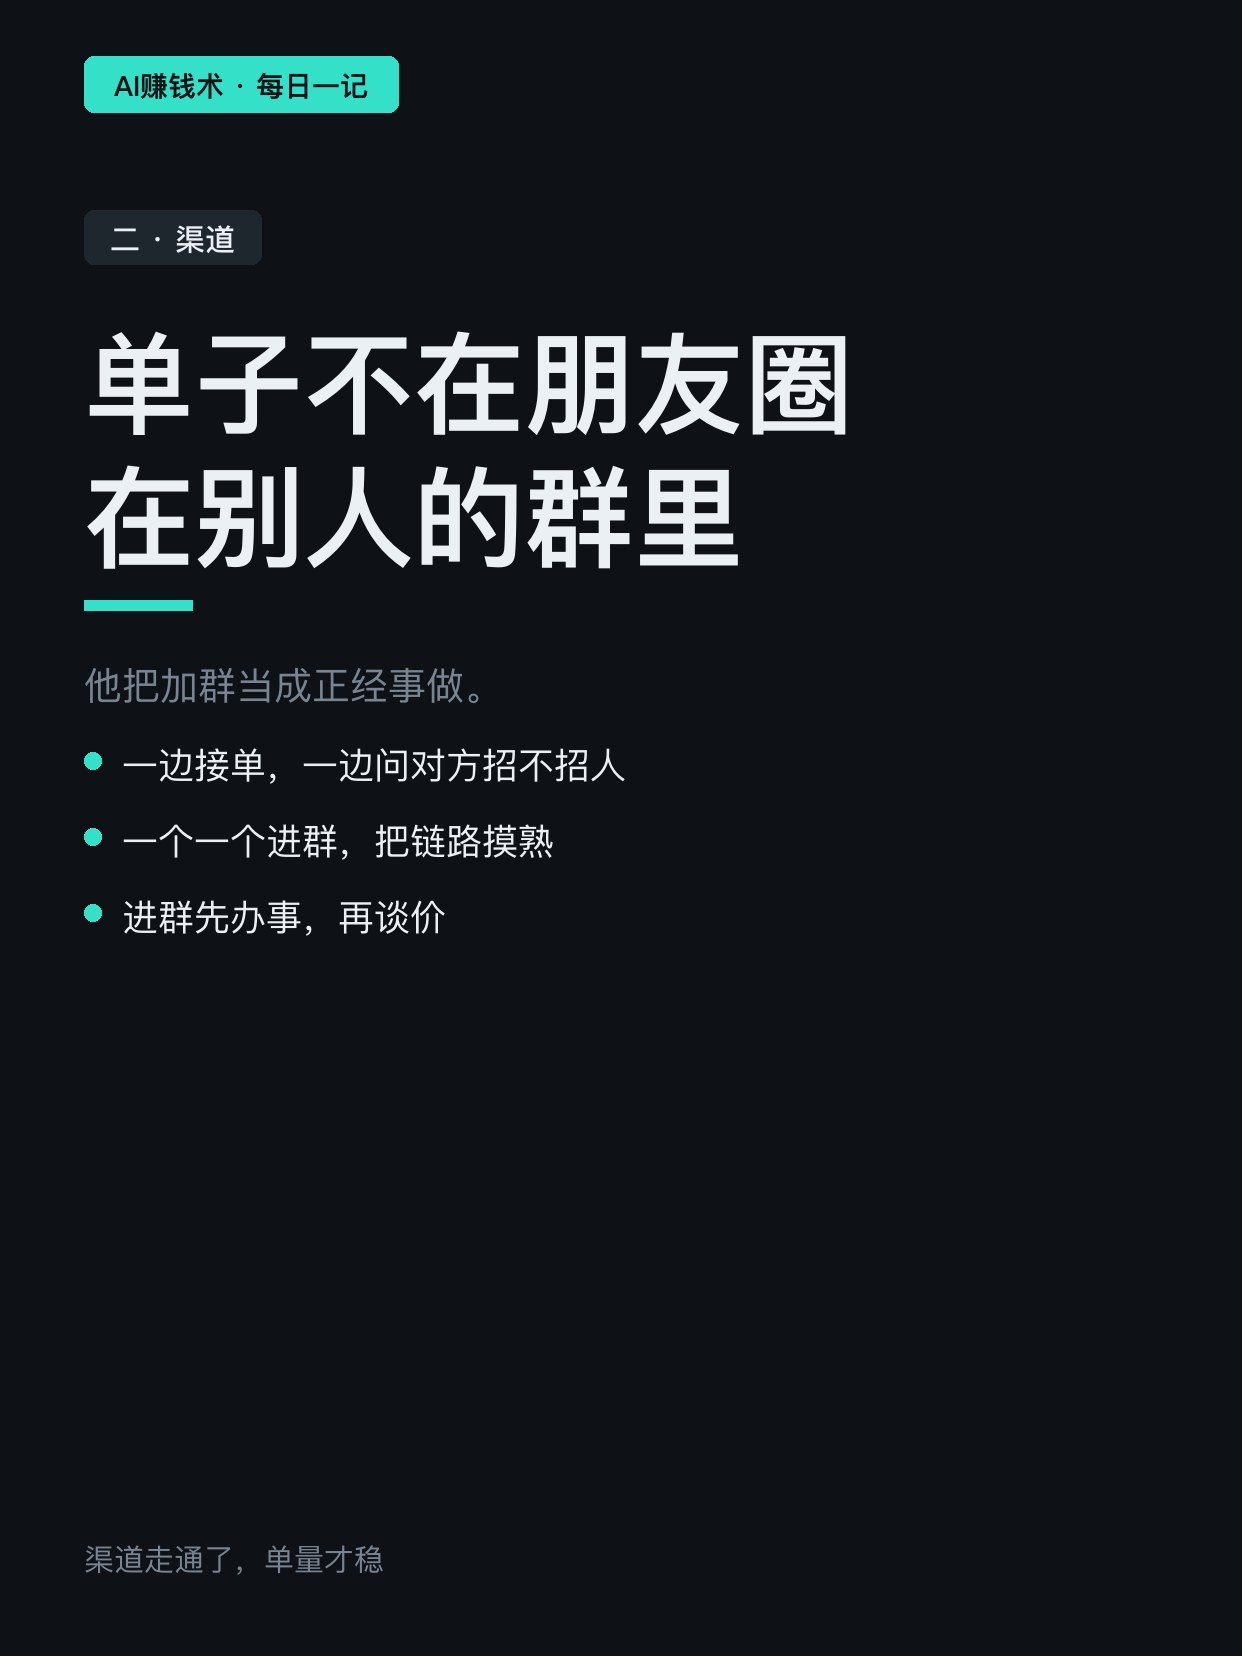 AI赚钱术 · 每日一记
二 · 渠道
单子不在朋友圈
在别人的群里
他把加群当成正经事做。
一边接单，一边问对方招不招人
一个一个进群，把链路摸熟
进群先办事，再谈价
渠道走通了，单量才稳